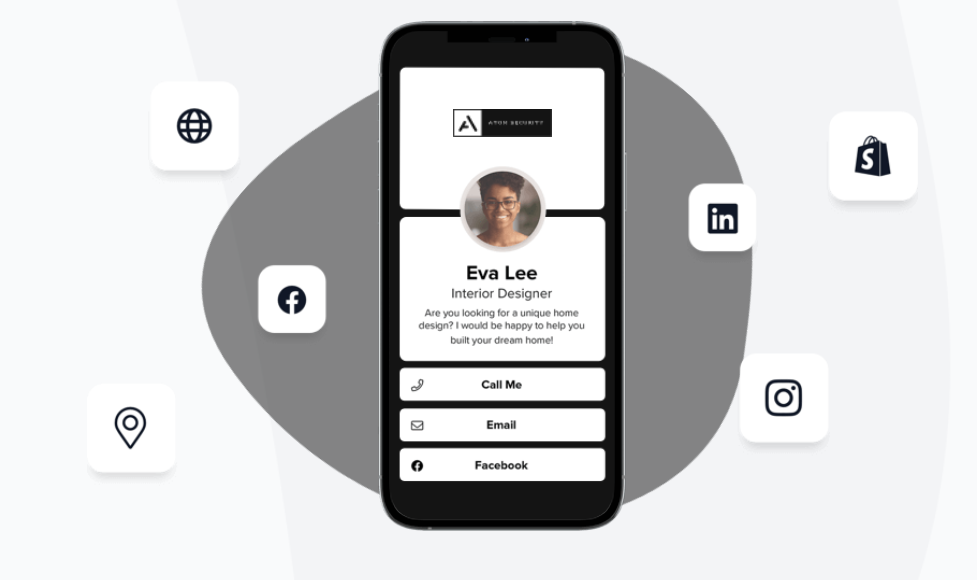 ATOM SECURITY
Eva Lee
Interior Designer
Are you looking for a unique home
design? I would be happy to help you
built your dream home!
Call Me
Email
Facebook